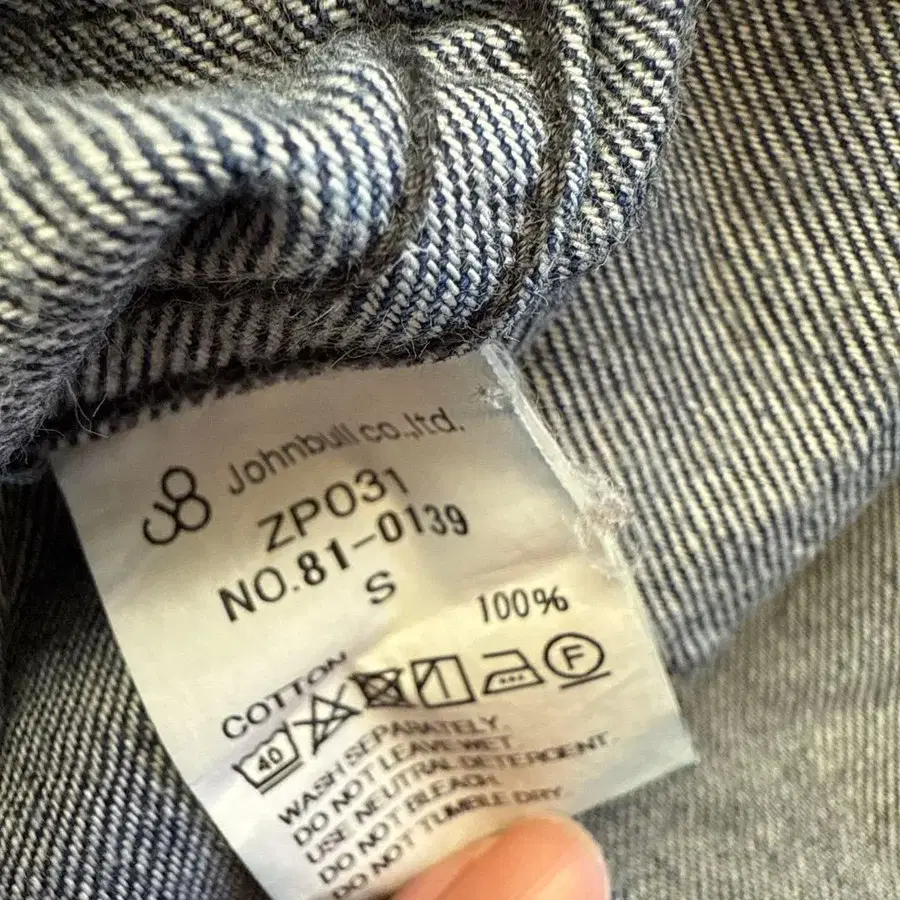 Johnbull co.,ltd.
ZP031
NO.81-0139
S
COTTON 100%
40 F
WASH SEPARATELY.
DO NOT LEAVE WET
USE NEUTRAL DETERGENT.
DO NOT BLEACH.
DO NOT TUMBLE DRY.